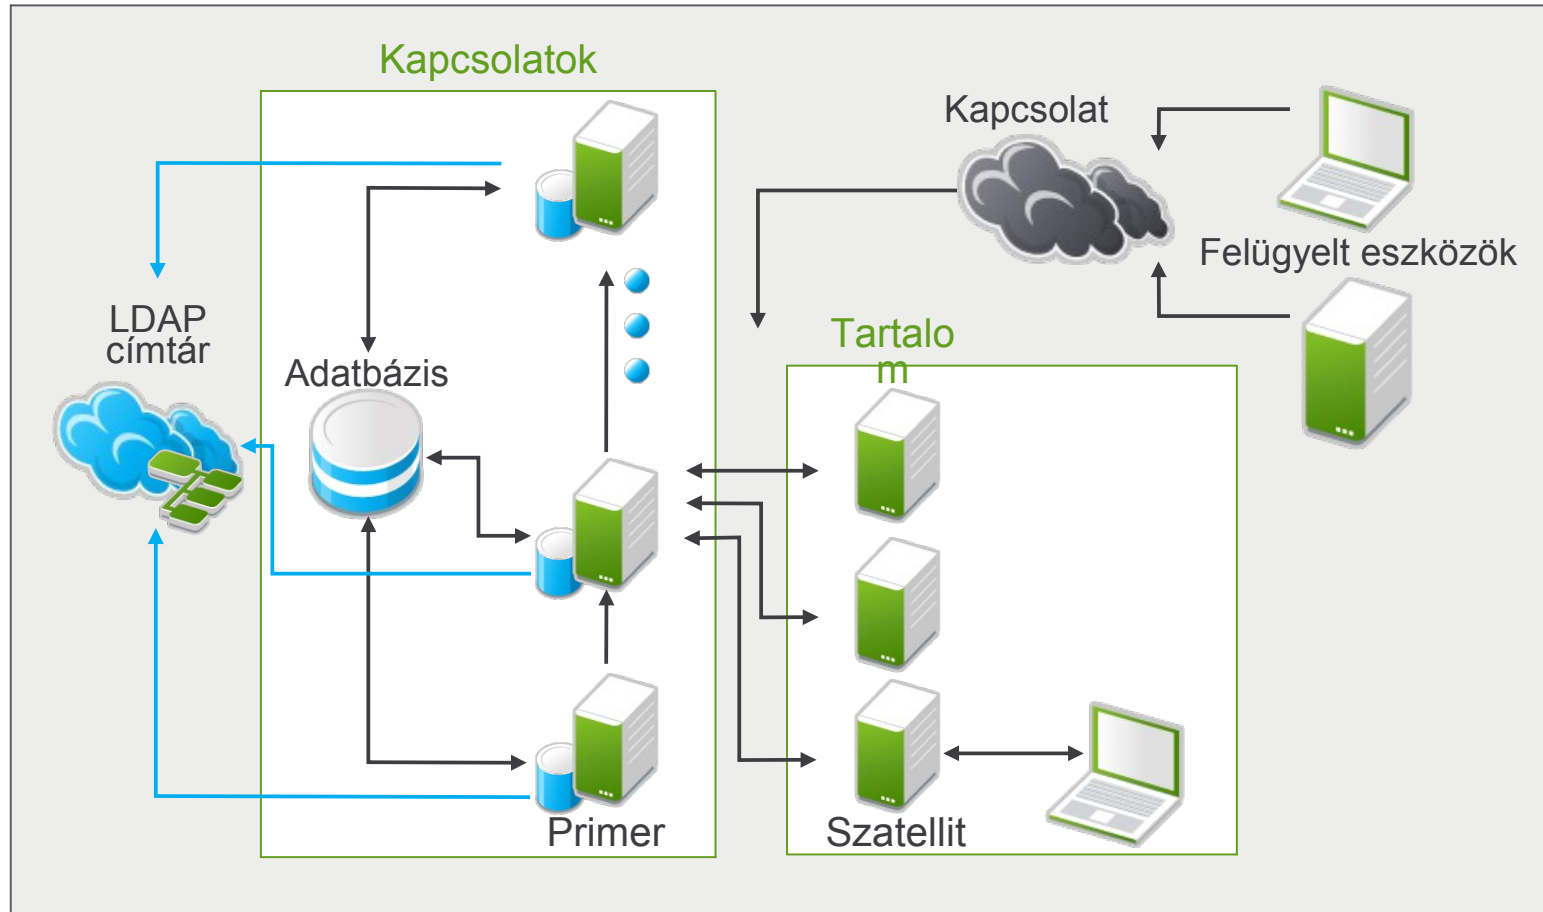 Kapcsolatok
Kapcsolat
Felügyelt eszközök
LDAP
címtár
Adatbázis
Tartalo
m
Primer
Szatellit